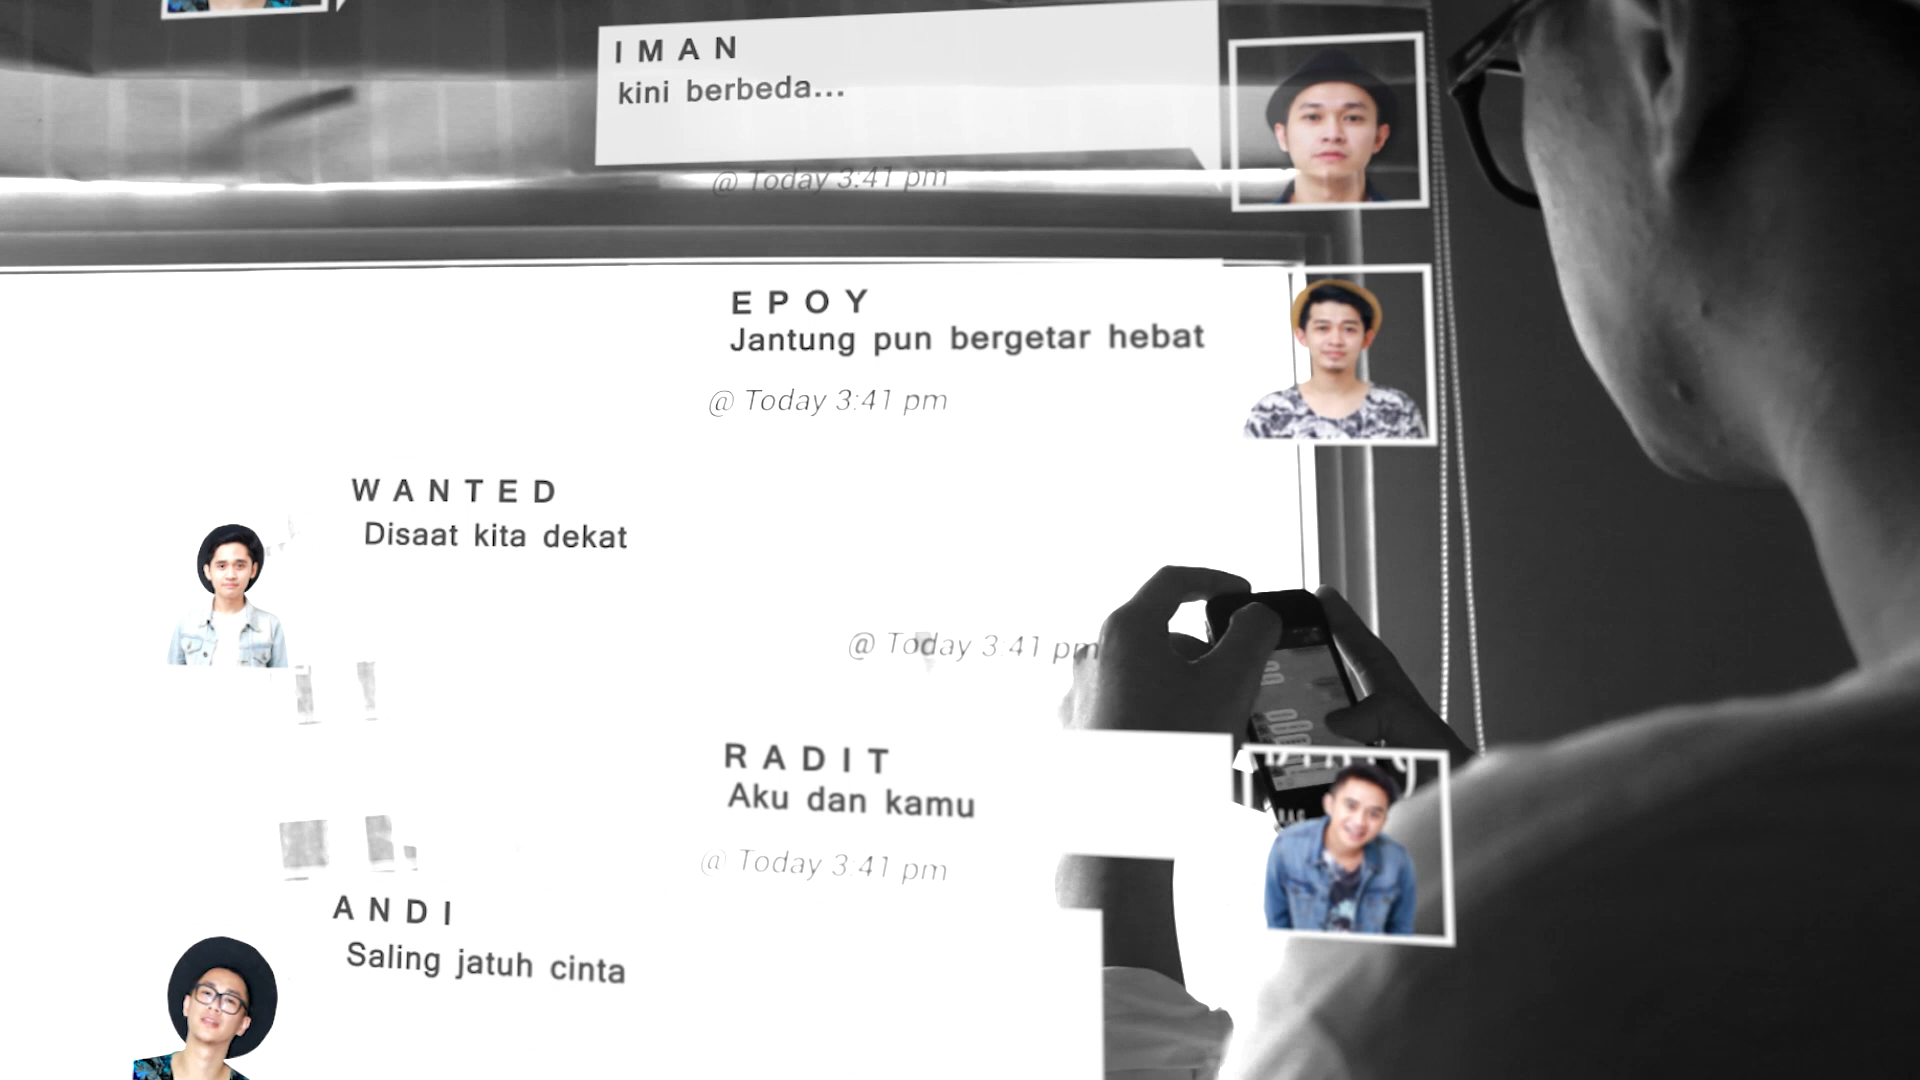 IMAN
kini berbeda...
@ Today 3:41 pm
EPOY
Jantung pun bergetar hebat
@ Today 3:41 pm
WANTED
Disaat kita dekat
@ Today 3:41 pm
RADIT
Aku dan kamu
@ Today 3:41 pm
ANDI
Saling jatuh cinta